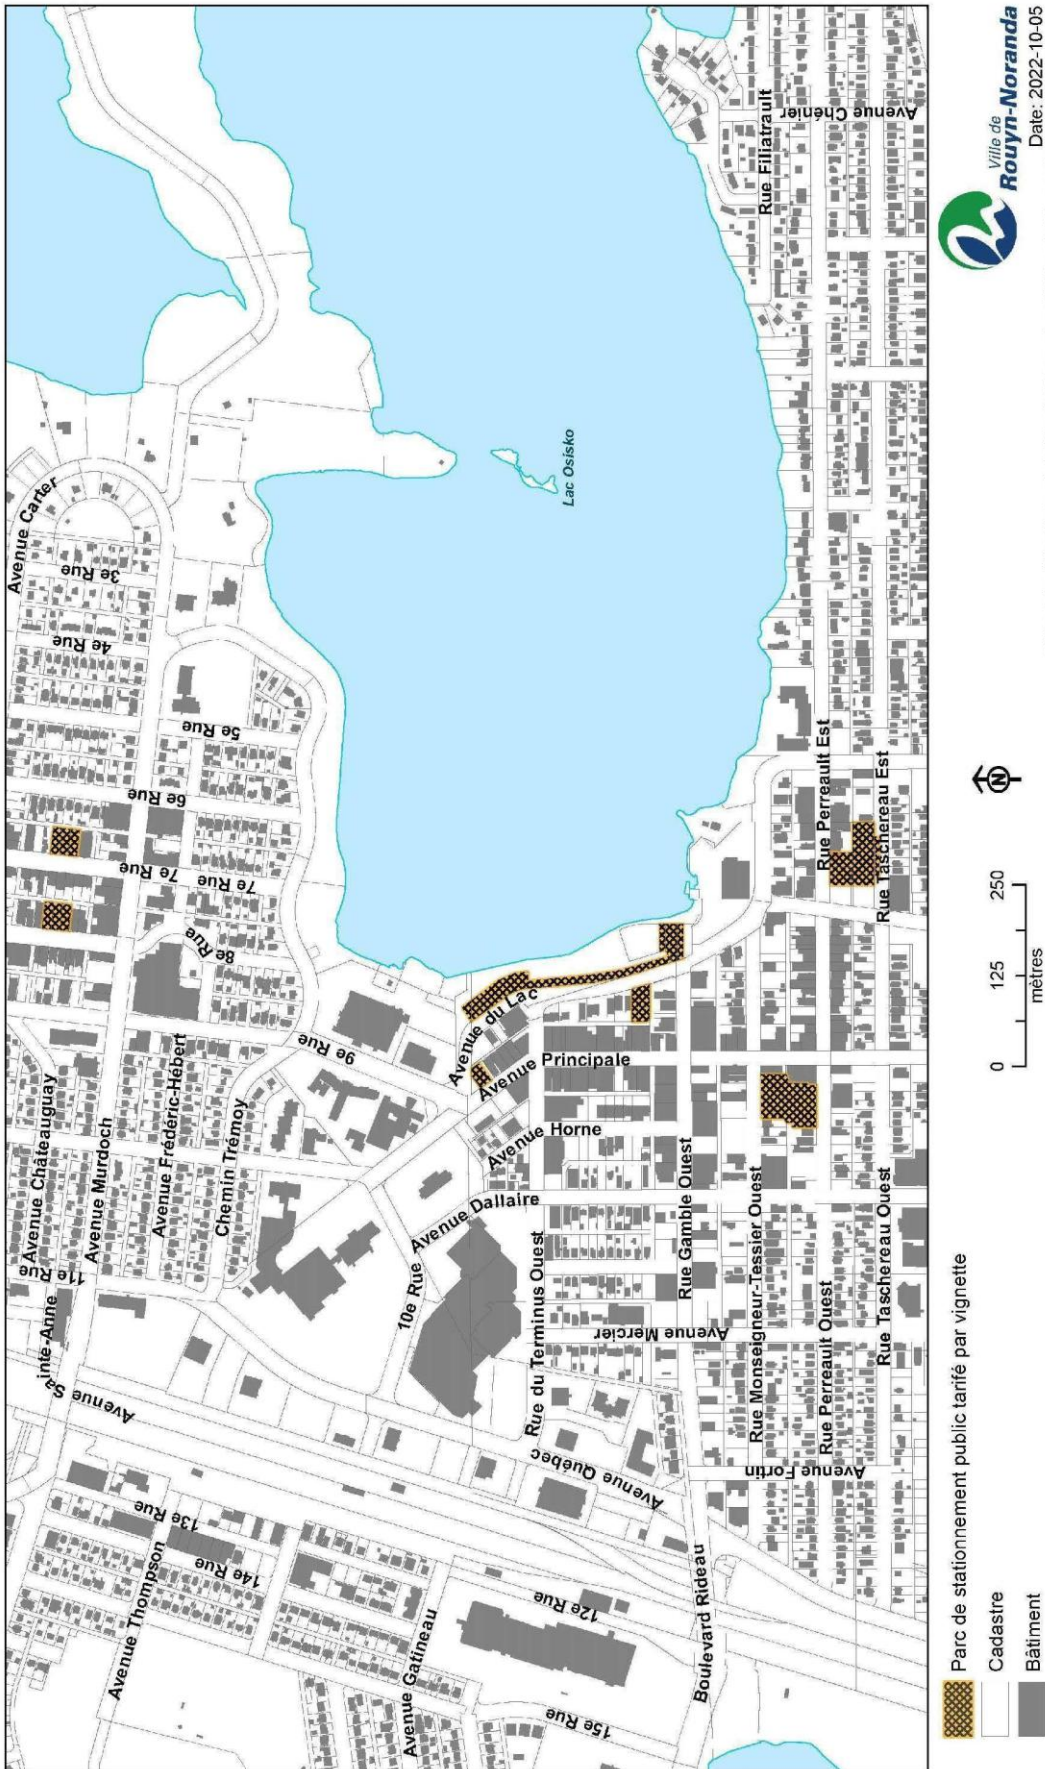 Avenue Carter
3e Rue
4e Rue
5e Rue
6e Rue
7e Rue
7e Rue
8e Rue
9e Rue
Avenue Châteauguay
Avenue Murdoch
Avenue Frédéric-Hébert
Chemin Trémoy
11e Rue
Avenue Sainte-Anne
10e Rue
13e Rue
14e Rue
Avenue Thompson
Avenue Gatineau
12e Rue
15e Rue
Boulevard Rideau
Avenue Québec
Rue du Terminus Ouest
Avenue Dallaire
Avenue Horne
Avenue Principale
Avenue du Lac
Lac Osisko
Rue Gamble Ouest
Avenue Mercier
Rue Monseigneur-Tessier Ouest
Rue Perreault Ouest
Avenue Fortin
Rue Taschereau Ouest
Rue Perreault Est
Rue Taschereau Est
Rue Filiatrault
Avenue Chénier
Parc de stationnement public tarifé par vignette
Cadastre
Bâtiment
0 125 250
mètres
N
Ville de
Rouyn-Noranda
Date: 2022-10-05